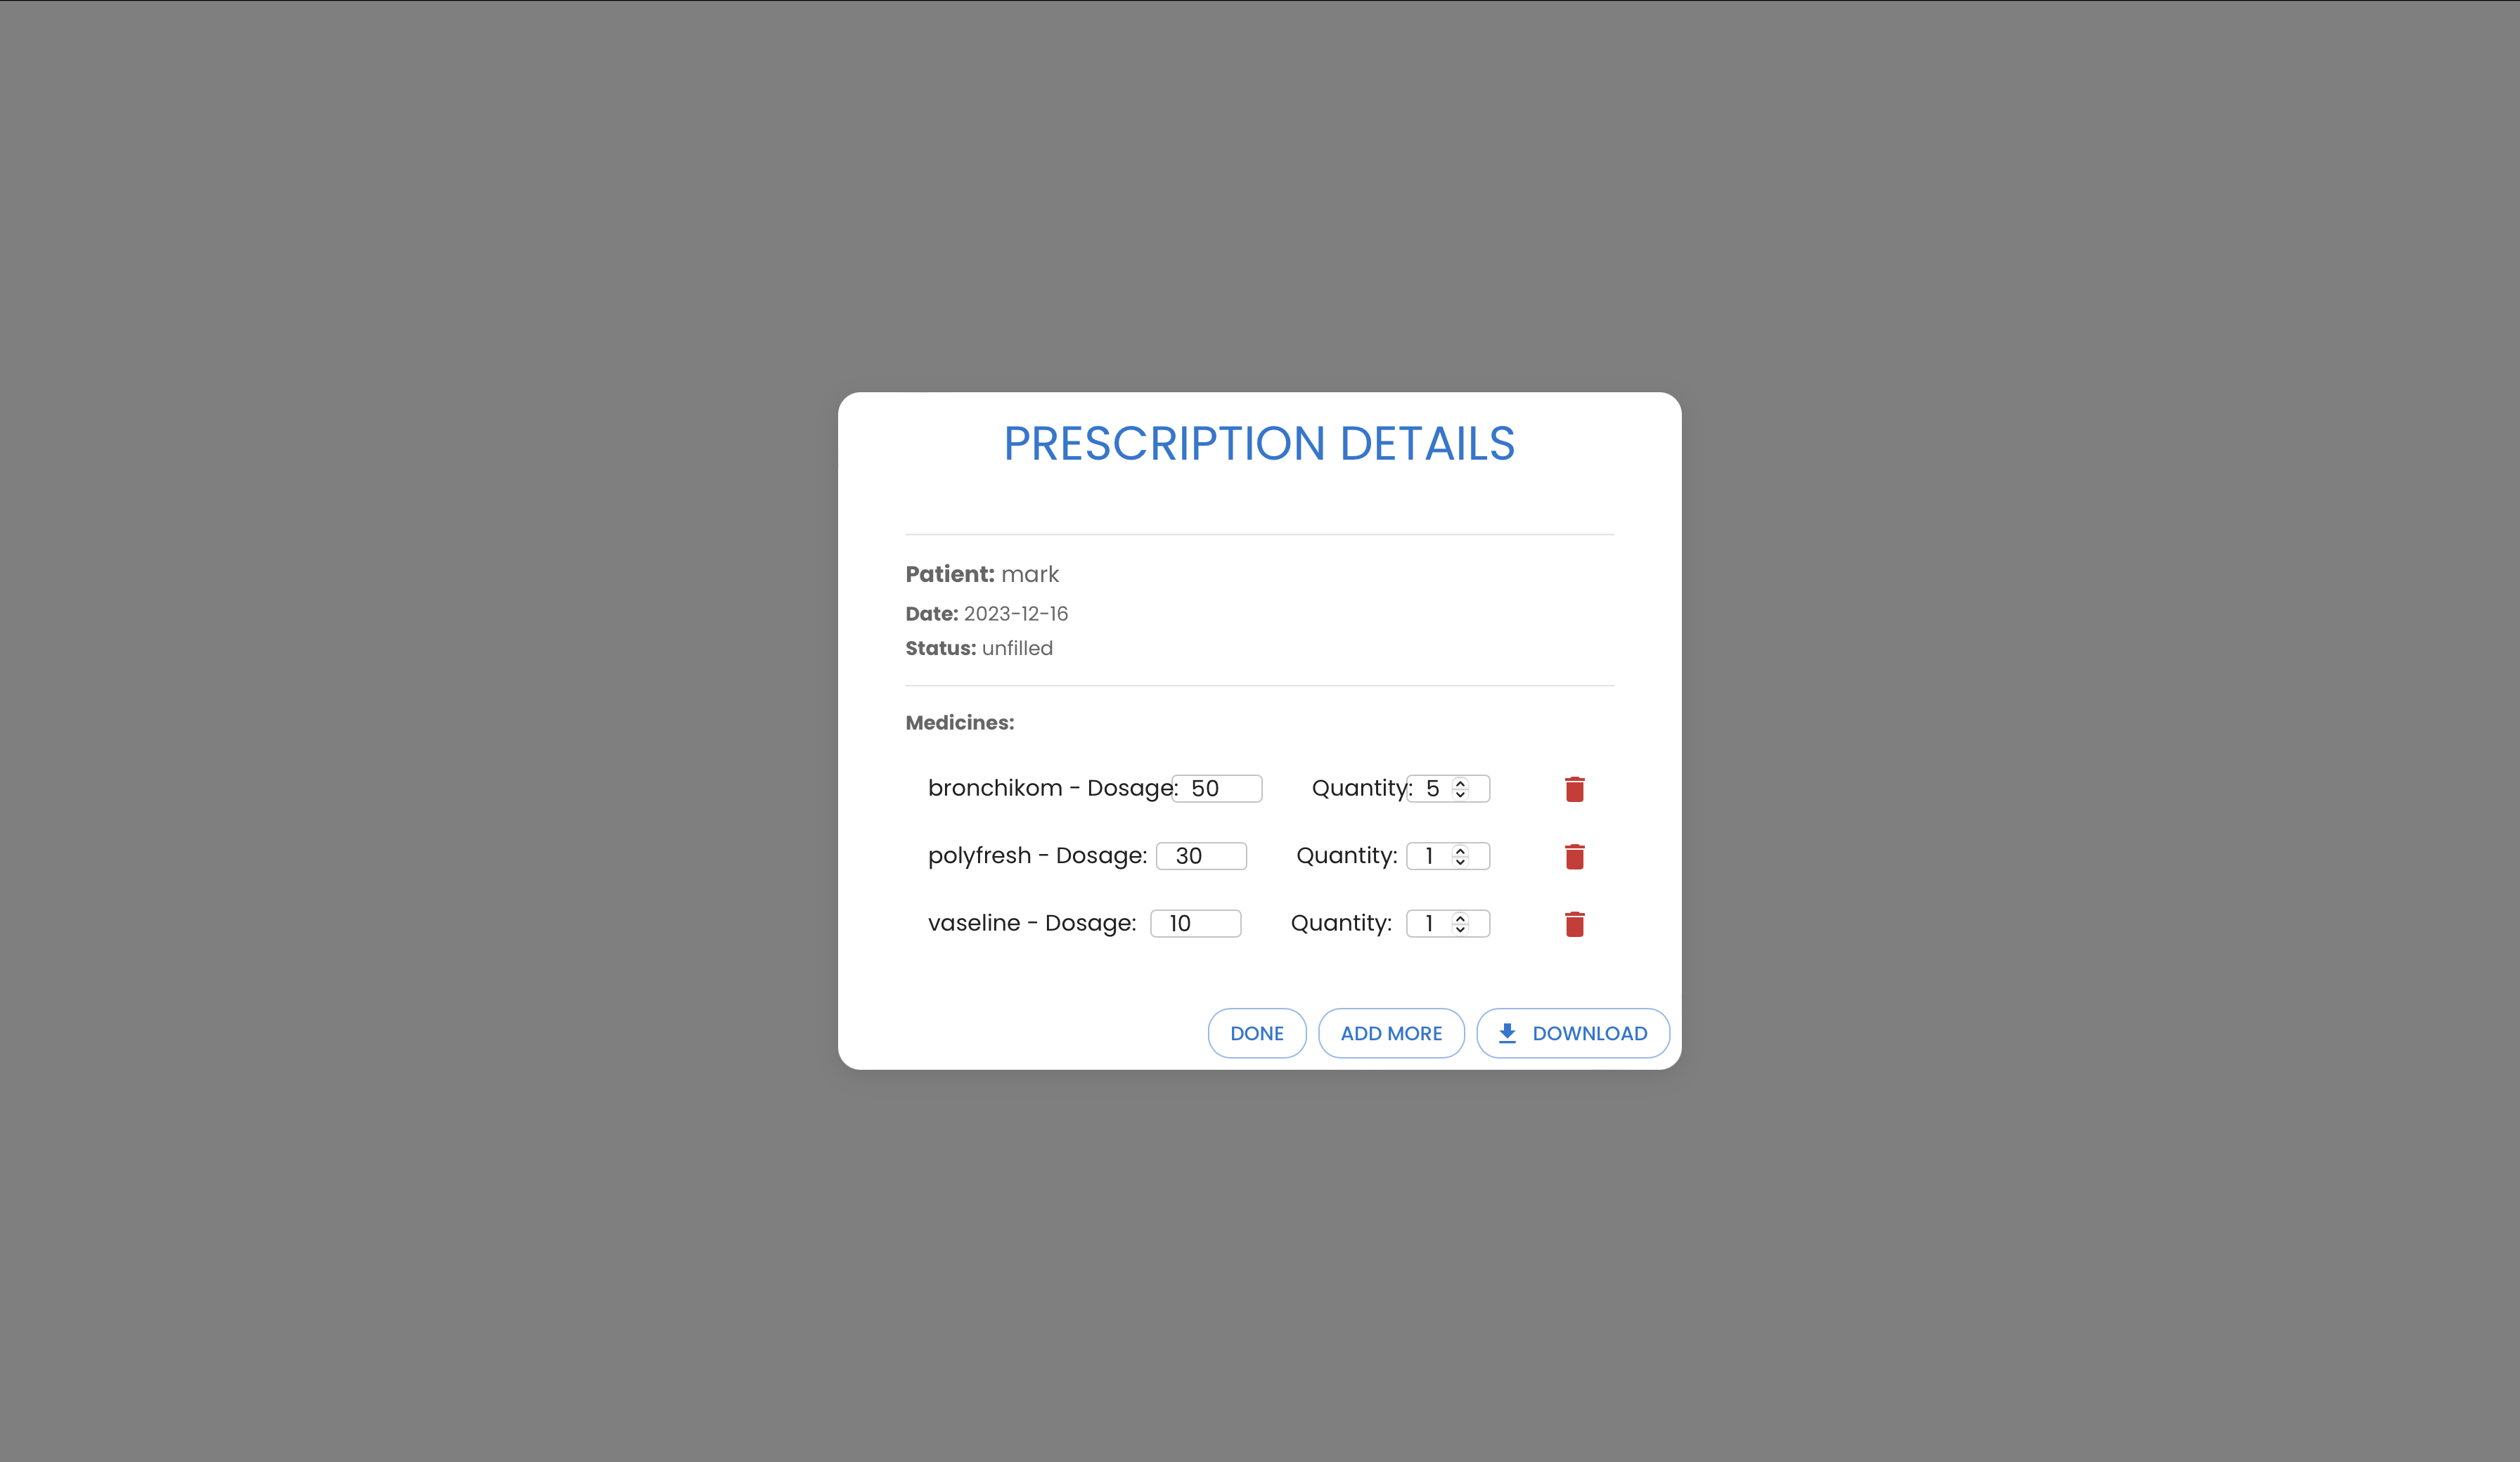 PRESCRIPTION DETAILS
Patient: mark
Date: 2023-12-16
Status: unfilled
Medicines:
bronchikom - Dosage: 50 Quantity: 5
polyfresh - Dosage: 30 Quantity: 1
vaseline - Dosage: 10 Quantity: 1
DONE ADD MORE DOWNLOAD